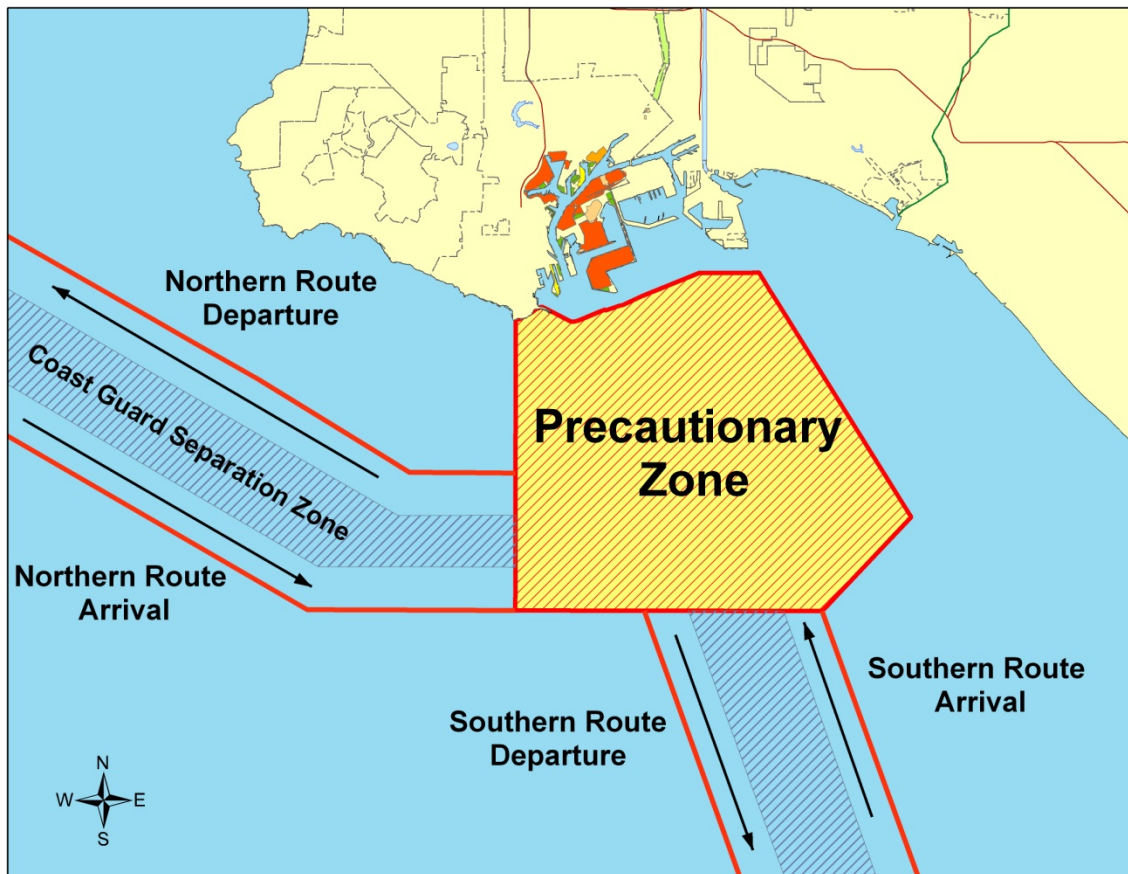 Northern Route
Departure
Coast Guard Separation Zone
Precautionary
Zone
Northern Route
Arrival
Southern Route
Arrival
Southern Route
Departure
N
W E
S